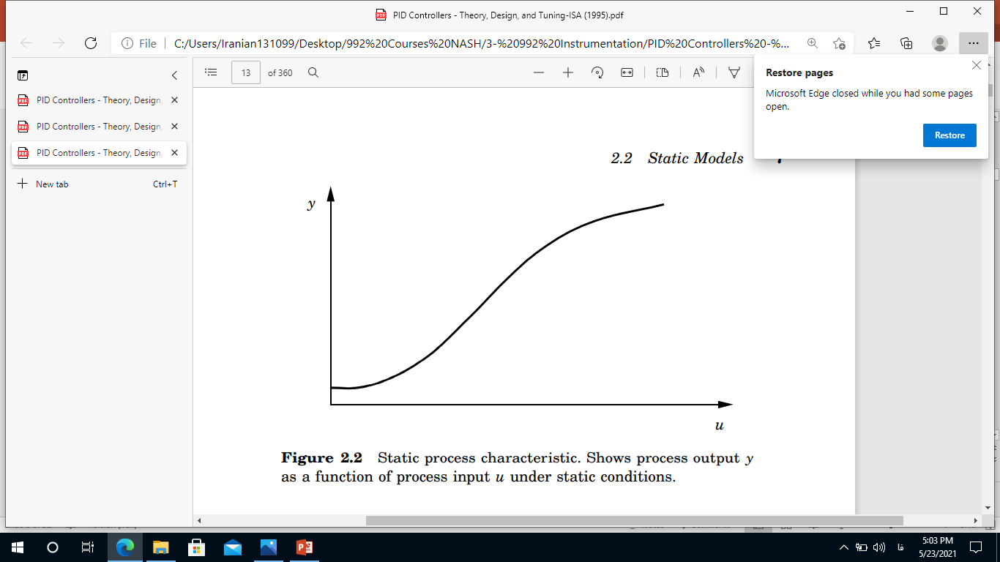 PID Controllers - Theory, Design, and Tuning-ISA (1995).pdf
File
C:/Users/Iranian131099/Desktop/992%20Courses%20NASH/3-%20992%20Instrumentation/PID%20Controllers%20-%...
PID Controllers - Theory, Design,
PID Controllers - Theory, Design,
PID Controllers - Theory, Design,
New tab Ctrl+T
13 of 360
Restore pages
Microsoft Edge closed while you had some pages
open.
Restore
2.2 Static Models
y
u
Figure 2.2 Static process characteristic. Shows process output y
as a function of process input u under static conditions.
فا
5:03 PM
5/23/2021